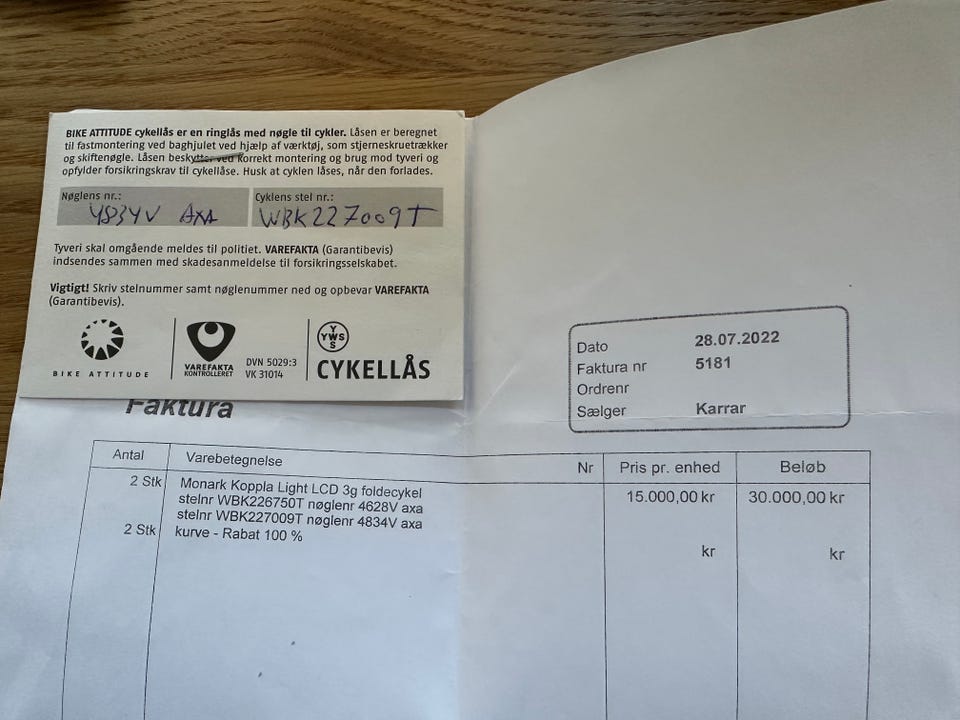 BIKE ATTITUDE cykellås er en ringlås med nøgle til cykler. Låsen er beregnet
til fastmontering ved baghjulet ved hjælp af værktøj, som stjerneskruetrækker
og skiftenøgle. Låsen beskytter ved korrekt montering og brug mod tyveri og
opfylder forsikringskrav til cykellåse. Husk at cyklen låses, når den forlades.
Nøglens nr.: Cyklens stel nr.:
4834V AXA WBK227009T
Tyveri skal omgående meldes til politiet. VAREFAKTA (Garantibevis)
indsendes sammen med skadesanmeldelse til forsikringsselskabet.
Vigtigt! Skriv stelnummer samt nøglenummer ned og opbevar VAREFAKTA
(Garantibevis).
BIKE ATTITUDE
VAREFAKTA
KONTROLLERET
DVN 5029:3
VK 31014
Y
YWS
S
CYKELLÅS
Dato 28.07.2022
Faktura nr 5181
Ordrenr
Sælger Karrar
Faktura
Antal Varebetegnelse Nr Pris pr. enhed Beløb
2 Stk Monark Koppla Light LCD 3g foldecykel 15.000,00 kr 30.000,00 kr
stelnr WBK226750T nøglenr 4628V axa
stelnr WBK227009T nøglenr 4834V axa
2 Stk kurve - Rabat 100 % kr kr